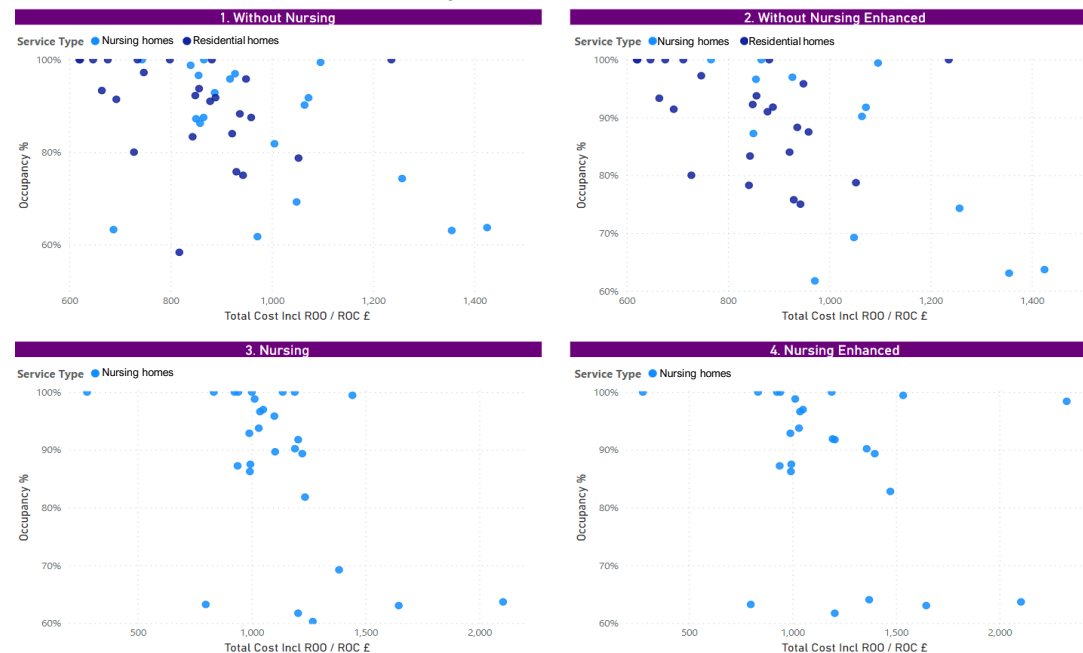 1. Without Nursing
Service Type Nursing homes Residential homes
100%
80%
60%
Occupancy %
600 800 1,000 1,200 1,400
Total Cost Incl ROO / ROC £
2. Without Nursing Enhanced
Service Type Nursing homes Residential homes
100%
90%
80%
70%
60%
Occupancy %
600 800 1,000 1,200 1,400
Total Cost Incl ROO / ROC £
3. Nursing
Service Type Nursing homes
100%
90%
80%
70%
60%
Occupancy %
500 1,000 1,500 2,000
Total Cost Incl ROO / ROC £
4. Nursing Enhanced
Service Type Nursing homes
100%
90%
80%
70%
60%
Occupancy %
500 1,000 1,500 2,000
Total Cost Incl ROO / ROC £